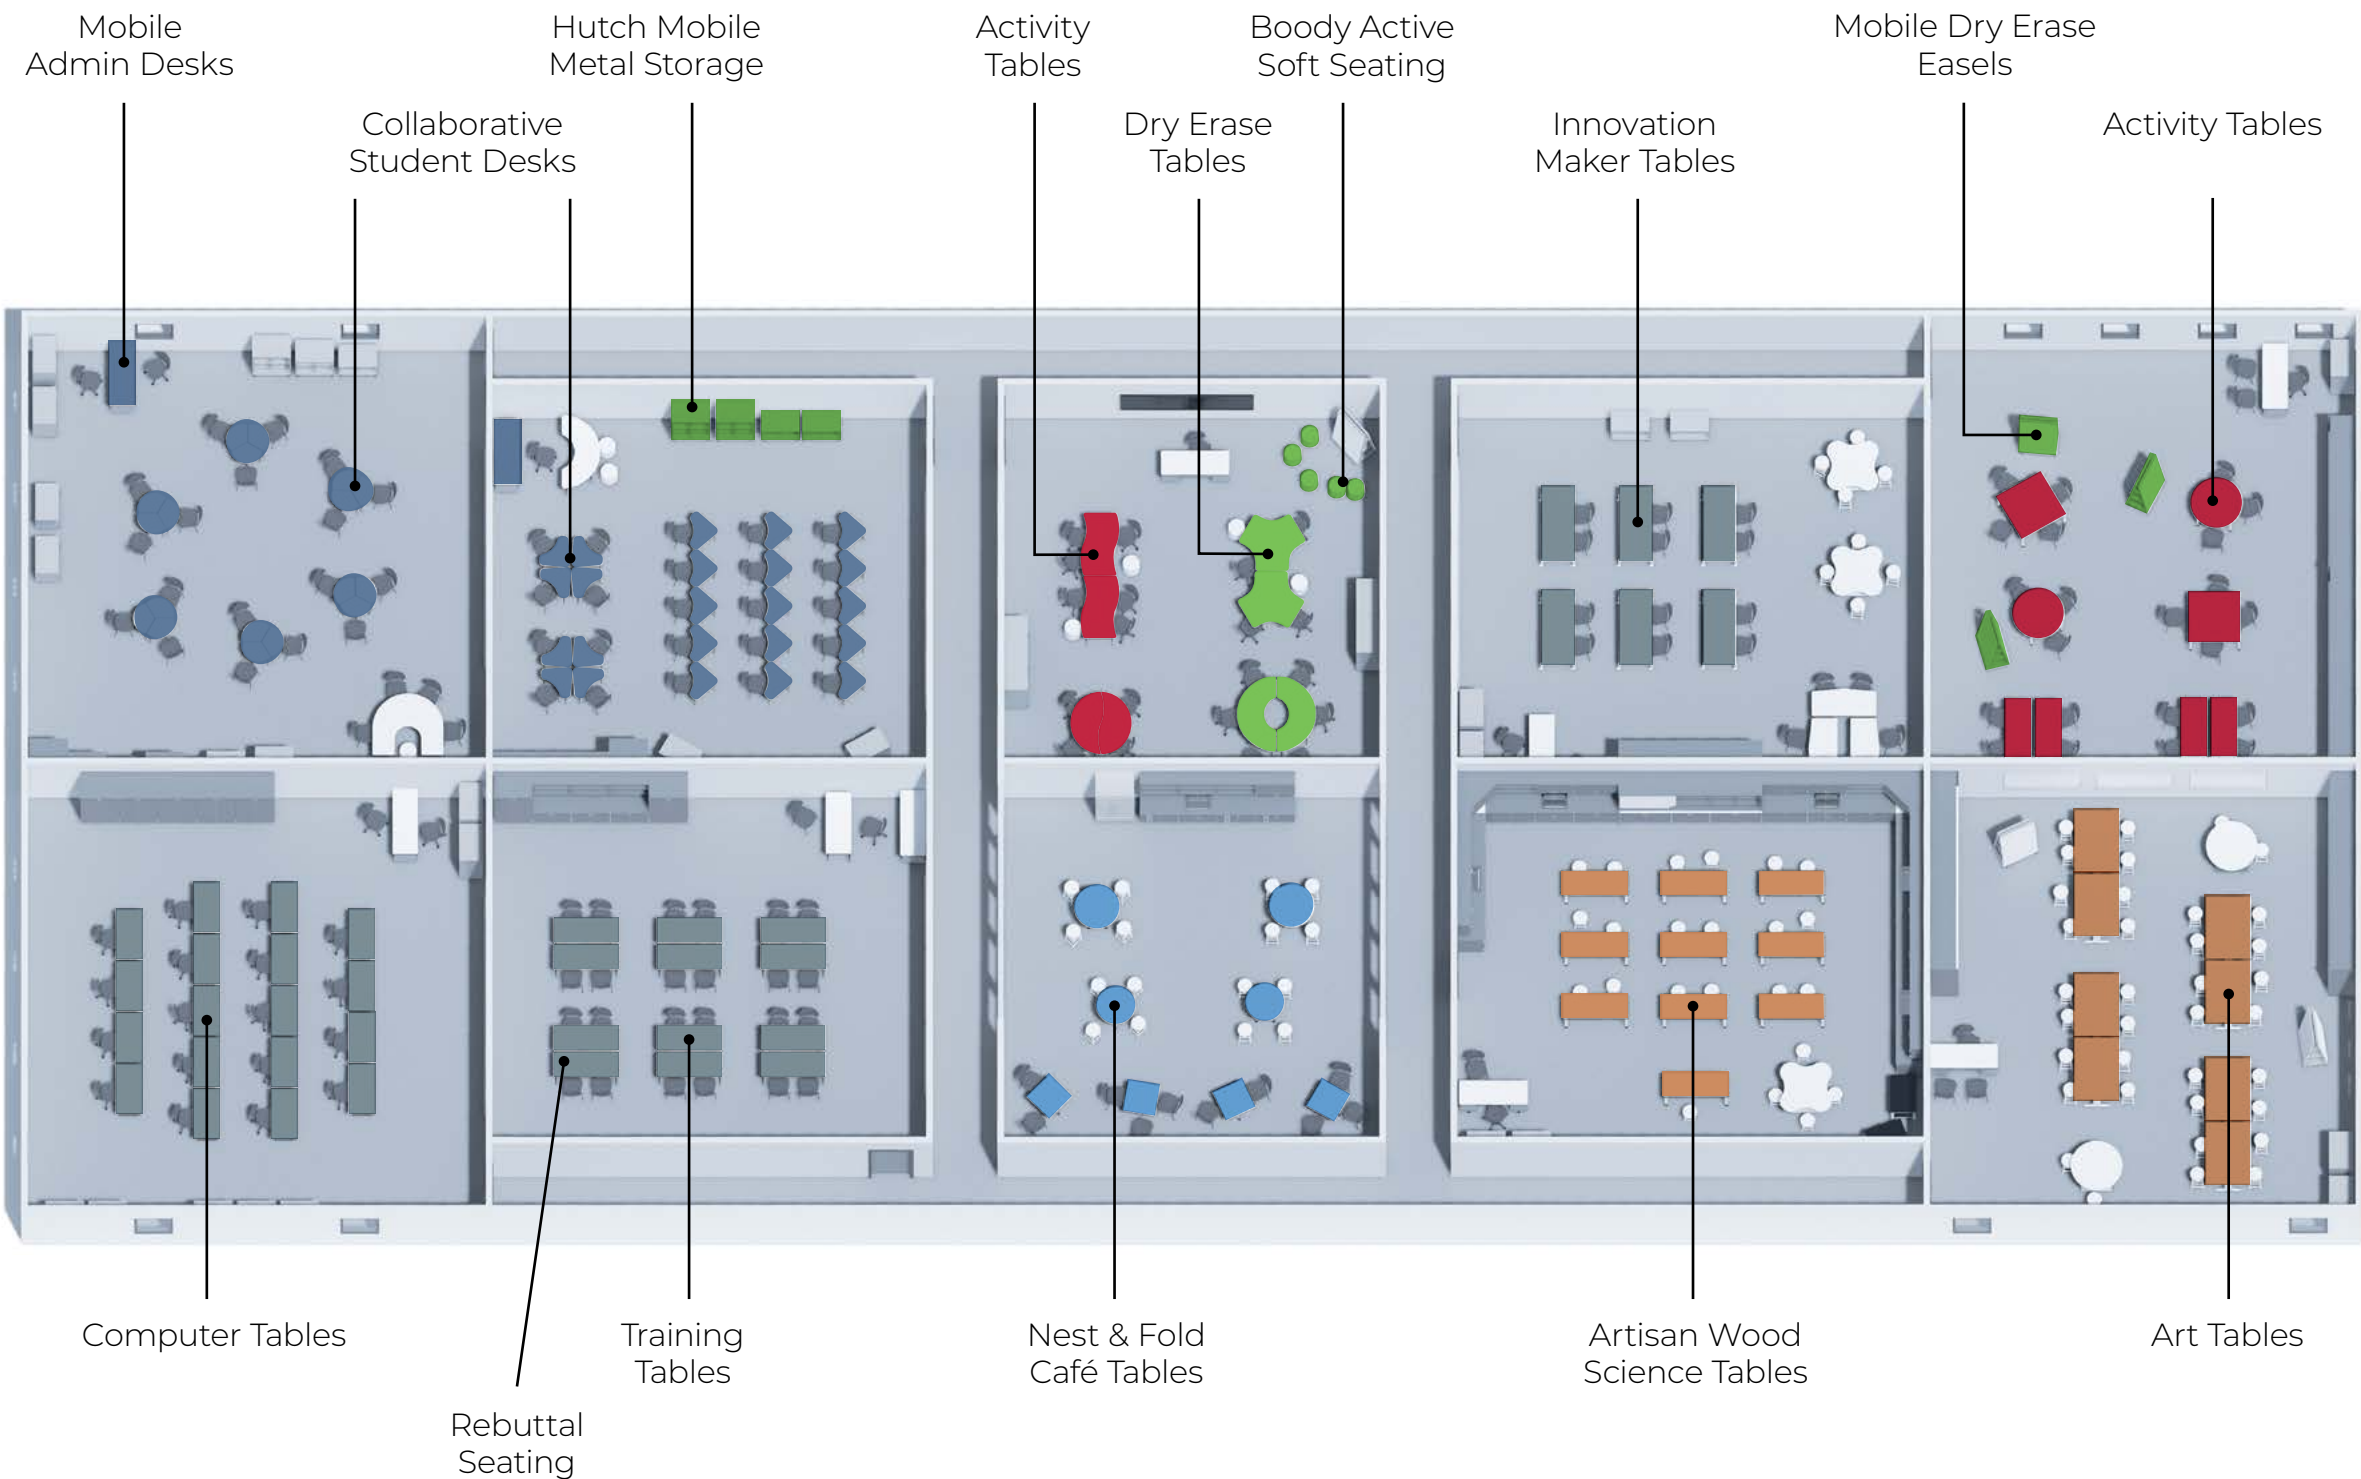 Mobile
Admin Desks
Hutch Mobile
Metal Storage
Activity
Tables
Boody Active
Soft Seating
Mobile Dry Erase
Easels
Collaborative
Student Desks
Dry Erase
Tables
Innovation
Maker Tables
Activity Tables
Computer Tables
Training
Tables
Nest & Fold
Café Tables
Artisan Wood
Science Tables
Art Tables
Rebuttal
Seating